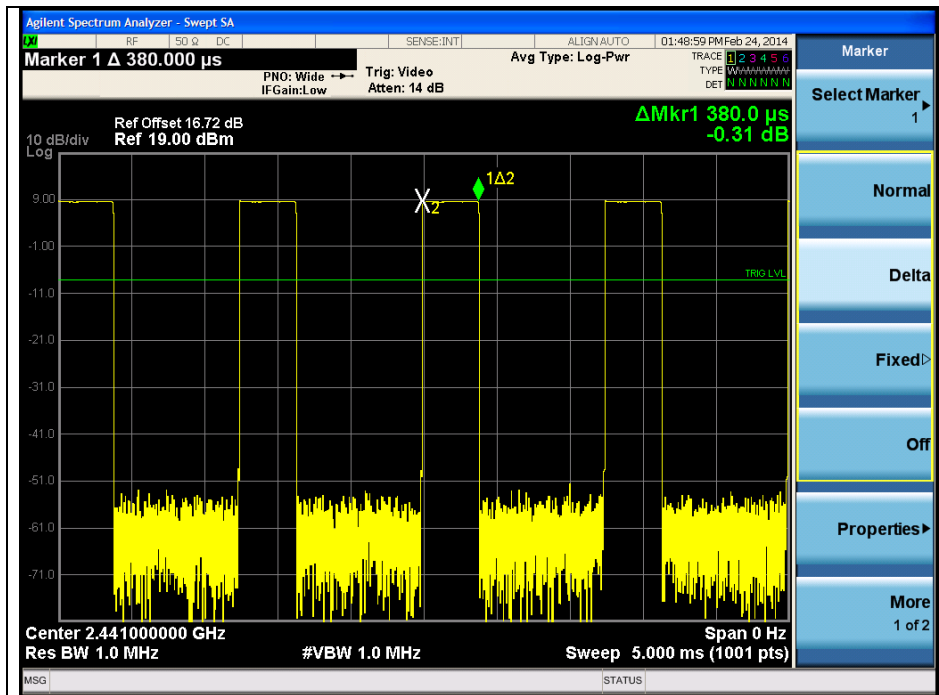 Agilent Spectrum Analyzer - Swept SA
LXI RF 50 Ω DC SENSE:INT ALIGN AUTO 01:48:59 PM Feb 24, 2014
Marker 1 Δ 380.000 µs
PNO: Wide
IFGain:Low
Trig: Video
Atten: 14 dB
Avg Type: Log-Pwr
TRACE 1 2 3 4 5 6
TYPE
DET N N N N N N
ΔMkr1 380.0 µs
-0.31 dB
Ref Offset 16.72 dB
10 dB/div Ref 19.00 dBm
Log
9.00
-1.00
-11.0
-21.0
-31.0
-41.0
-51.0
-61.0
-71.0
1Δ2
X2
TRIG LVL
Center 2.441000000 GHz Span 0 Hz
Res BW 1.0 MHz #VBW 1.0 MHz Sweep 5.000 ms (1001 pts)
MSG STATUS
Marker
Select Marker
1
Normal
Delta
Fixed
Off
Properties
More
1 of 2